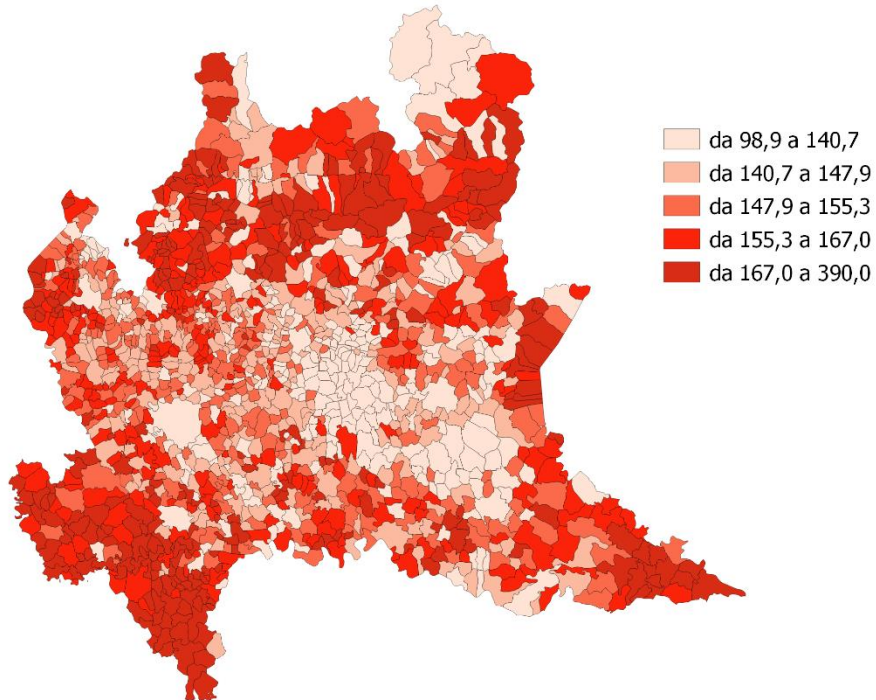 da 98,9 a 140,7
da 140,7 a 147,9
da 147,9 a 155,3
da 155,3 a 167,0
da 167,0 a 390,0